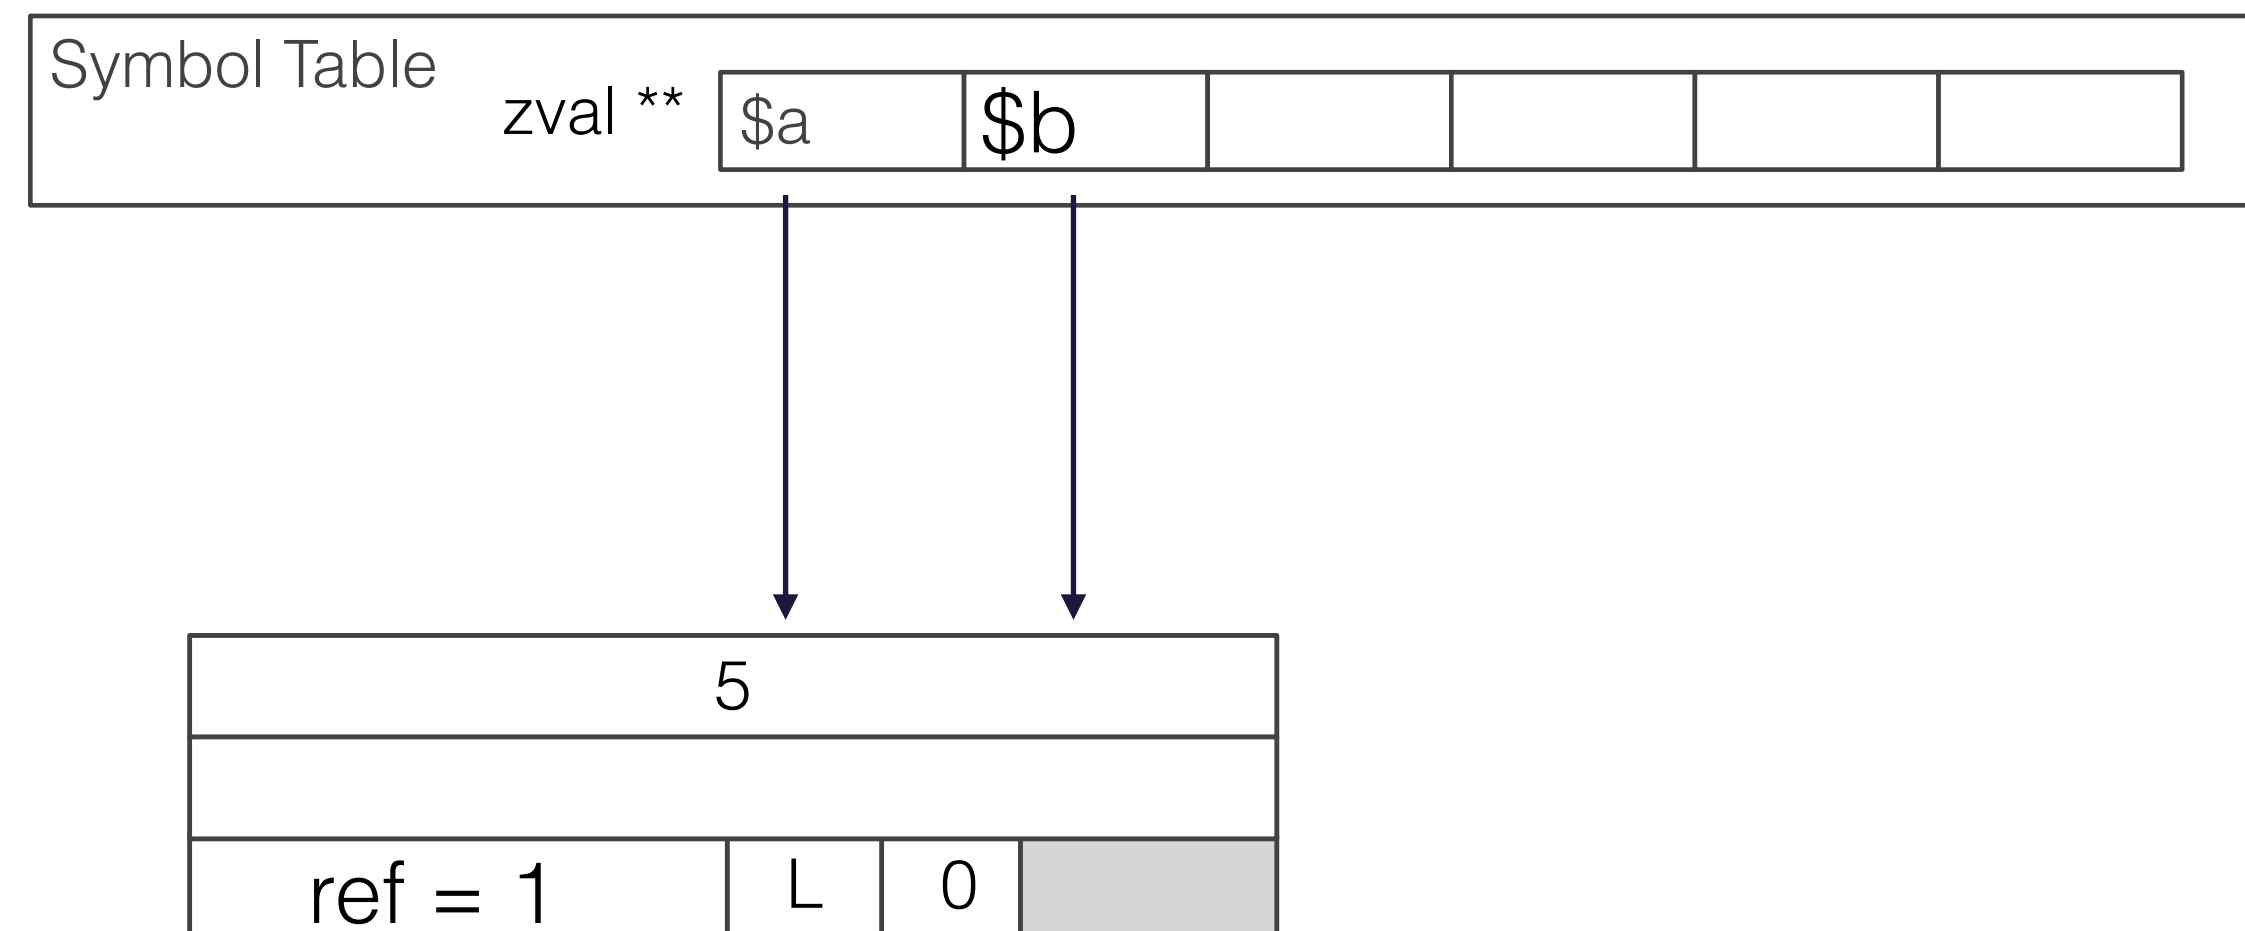 Symbol Table
zval **
$a
$b
5
ref = 1
L
0